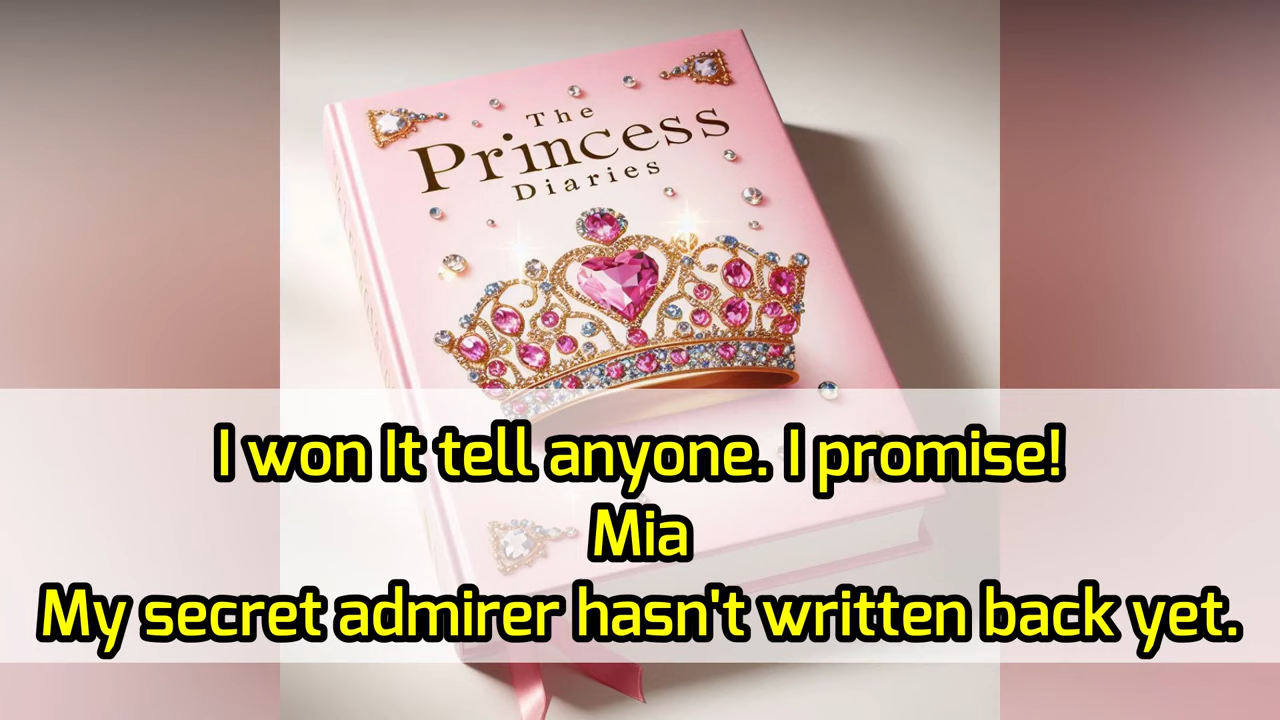 The
Princess
Diaries
I won It tell anyone. I promise!
Mia
My secret admirer hasn't written back yet.